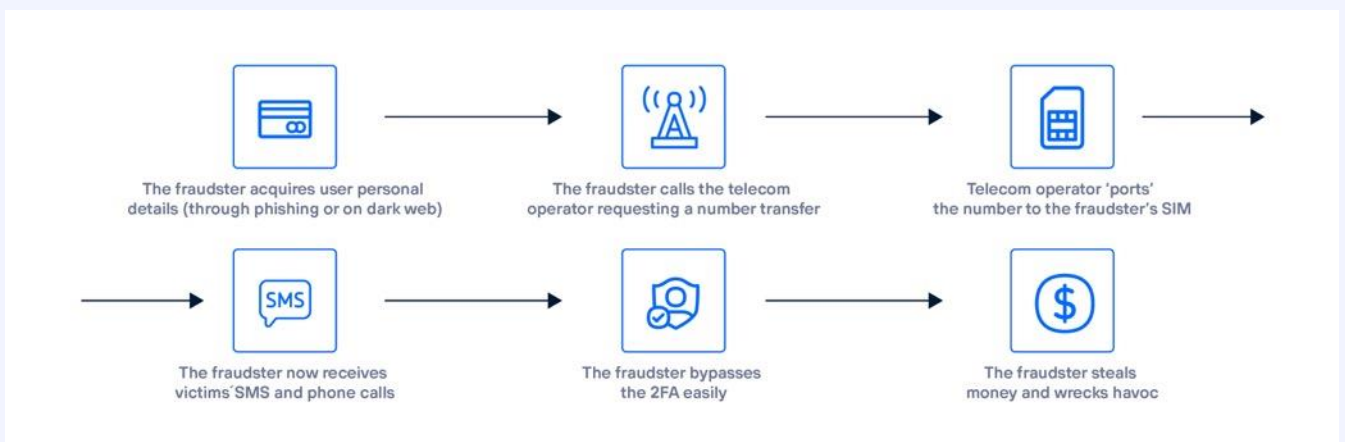 The fraudster acquires user personal
details (through phishing or on dark web)
The fraudster calls the telecom
operator requesting a number transfer
Telecom operator 'ports'
the number to the fraudster's SIM
SMS
The fraudster now receives
victims´SMS and phone calls
The fraudster bypasses
the 2FA easily
$
The fraudster steals
money and wrecks havoc